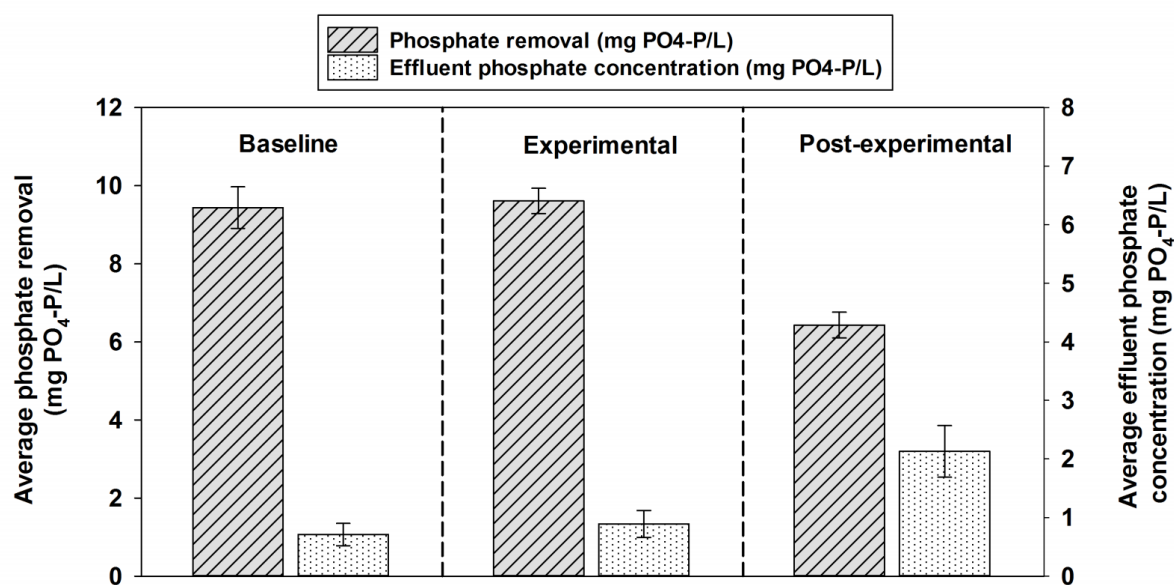 Phosphate removal (mg PO4-P/L)
Effluent phosphate concentration (mg PO4-P/L)
Baseline
Experimental
Post-experimental
Average phosphate removal
(mg PO₄-P/L)
12
10
8
6
4
2
0
8
7
6
5
4
3
2
1
0
Average effluent phosphate
concentration (mg PO₄-P/L)